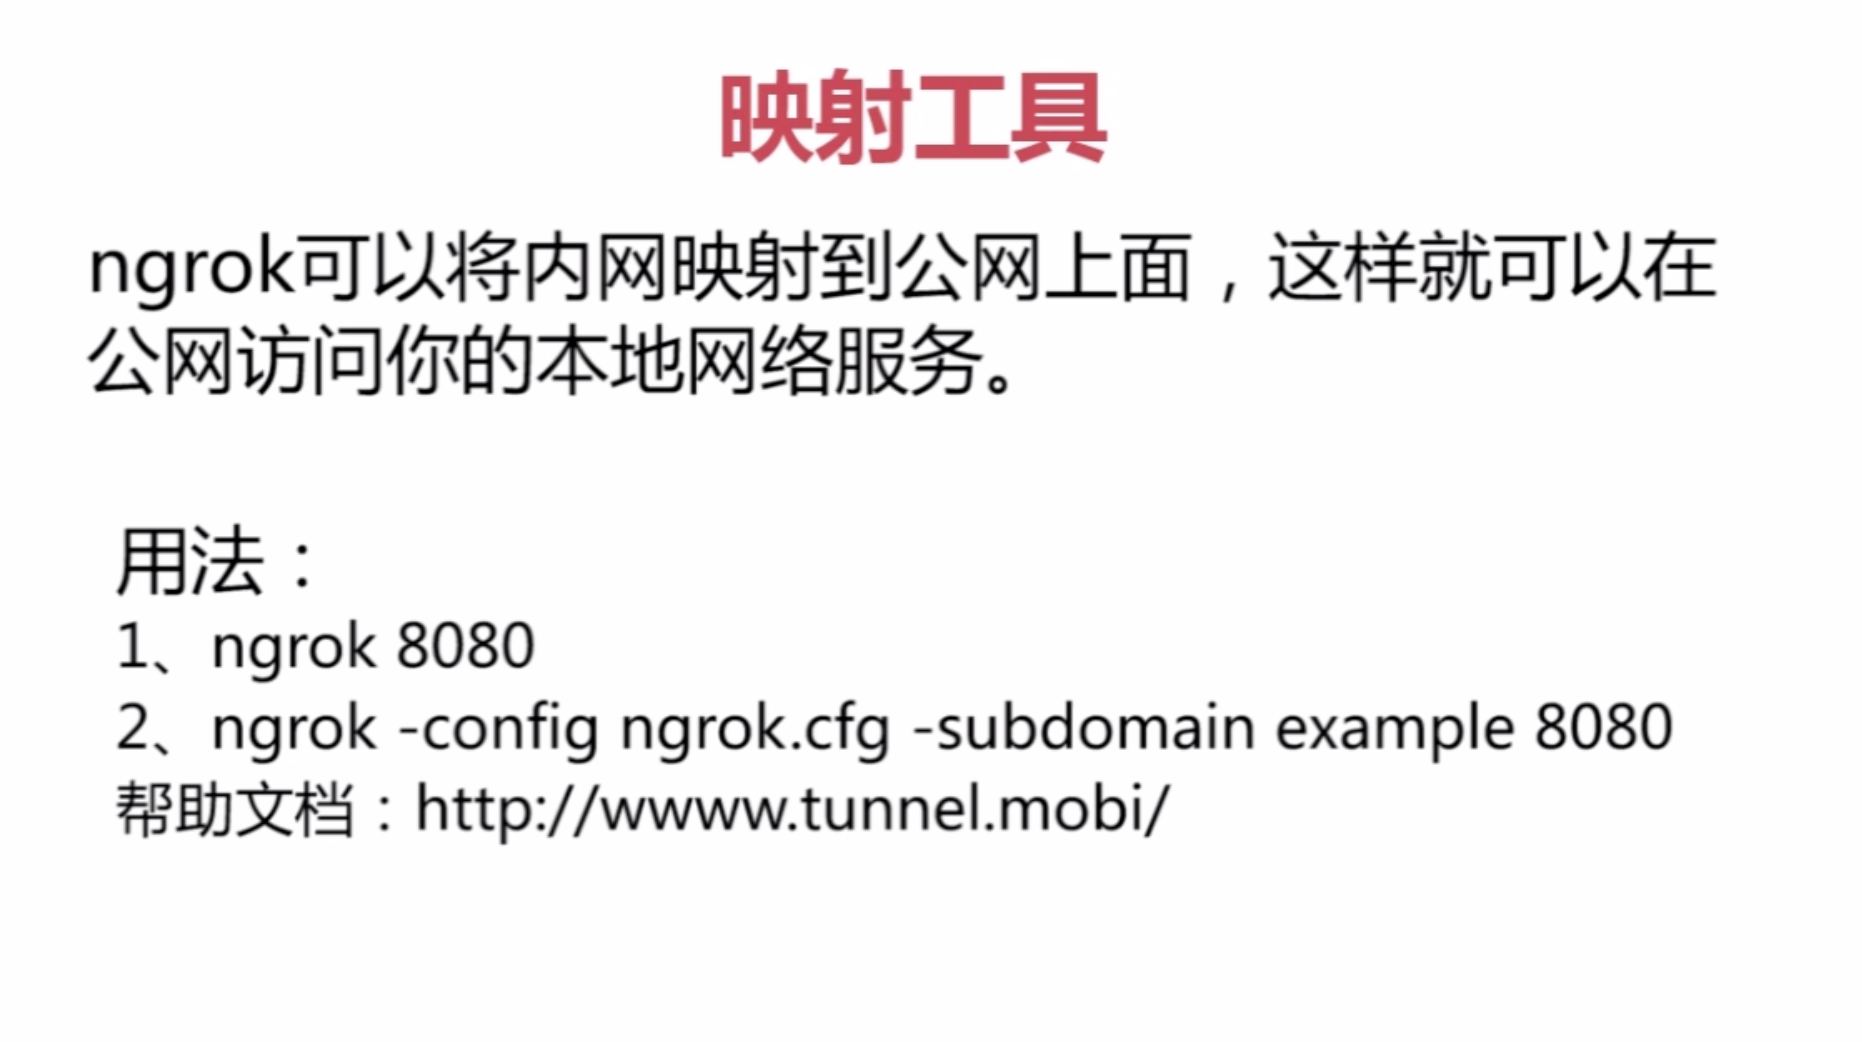 映射工具
ngrok可以将内网映射到公网上面，这样就可以在
公网访问你的本地网络服务。
用法：
1、ngrok 8080
2、ngrok -config ngrok.cfg -subdomain example 8080
帮助文档：http://wwww.tunnel.mobi/